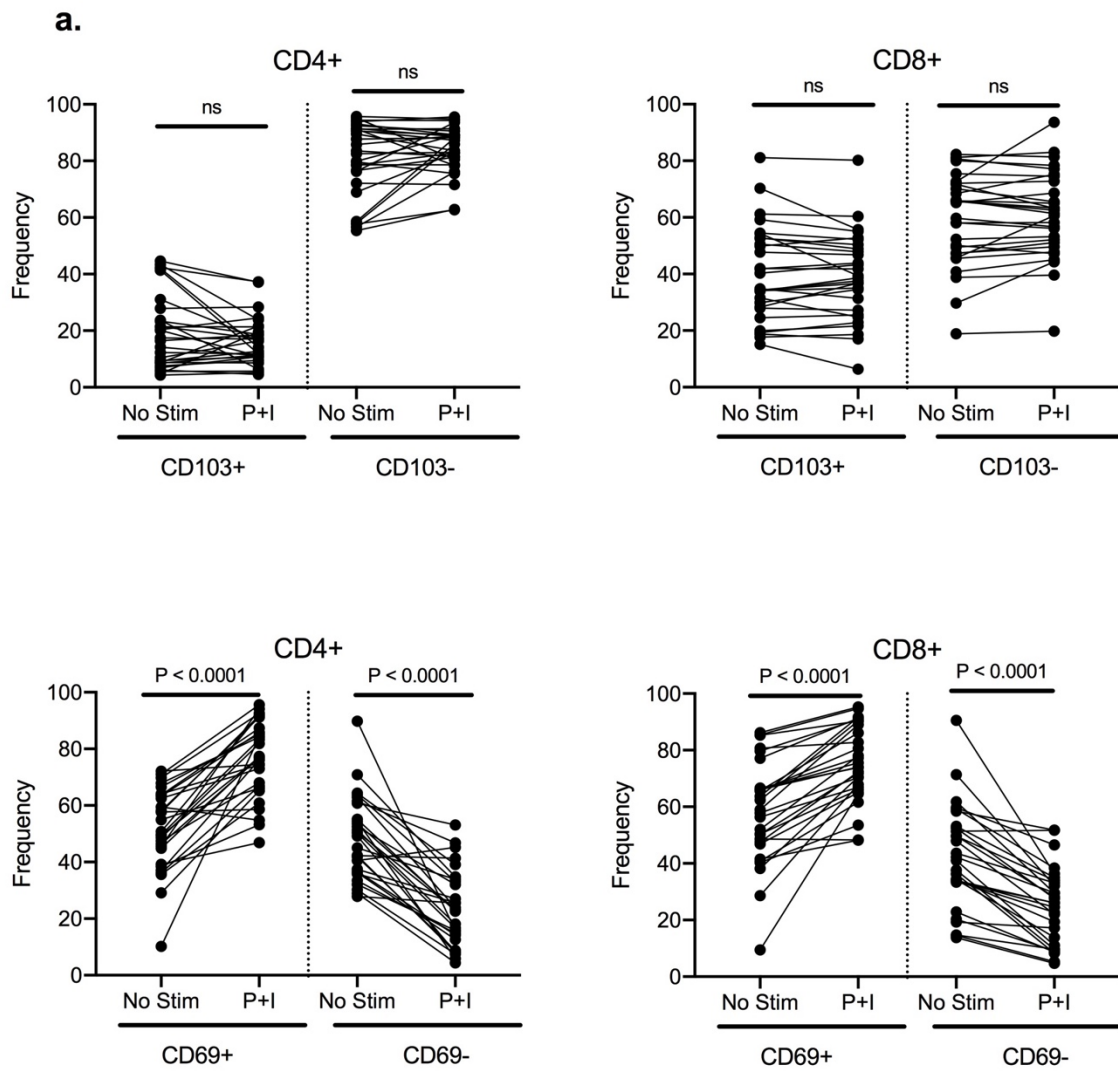 a.
CD4+
ns
ns
Frequency
100
80
60
40
20
0
No Stim P+I No Stim P+I
CD103+ CD103-
CD8+
ns
ns
Frequency
100
80
60
40
20
0
No Stim P+I No Stim P+I
CD103+ CD103-
CD4+
P < 0.0001 P < 0.0001
Frequency
100
80
60
40
20
0
No Stim P+I No Stim P+I
CD69+ CD69-
CD8+
P < 0.0001 P < 0.0001
Frequency
100
80
60
40
20
0
No Stim P+I No Stim P+I
CD69+ CD69-